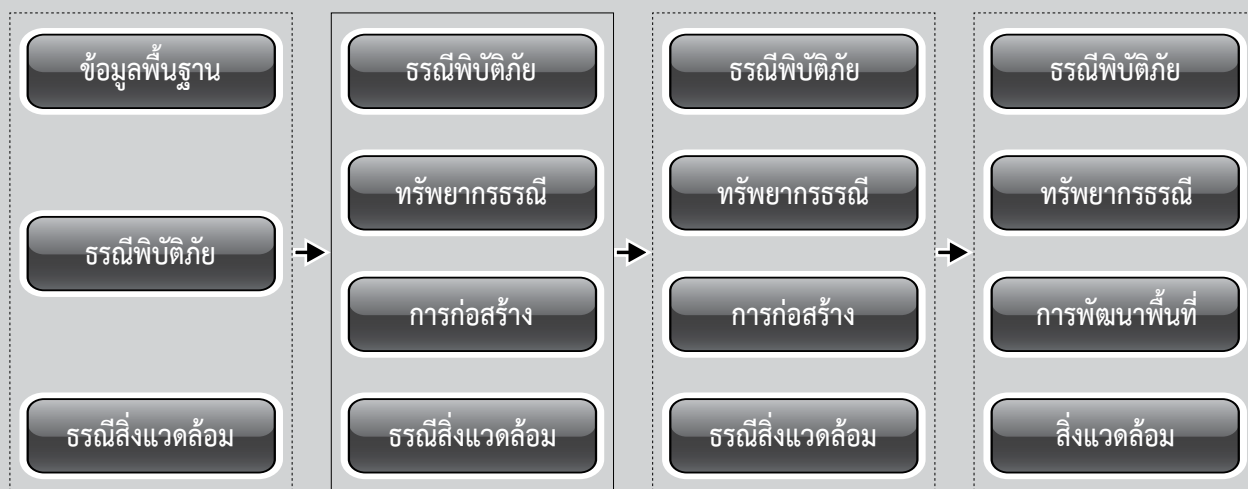 ข้อมูลพื้นฐาน
ธรณีพิบัติภัย
ธรณีสิ่งแวดล้อม
ธรณีพิบัติภัย
ทรัพยากรธรณี
การก่อสร้าง
ธรณีสิ่งแวดล้อม
ธรณีพิบัติภัย
ทรัพยากรธรณี
การก่อสร้าง
ธรณีสิ่งแวดล้อม
ธรณีพิบัติภัย
ทรัพยากรธรณี
การพัฒนาพื้นที่
สิ่งแวดล้อม